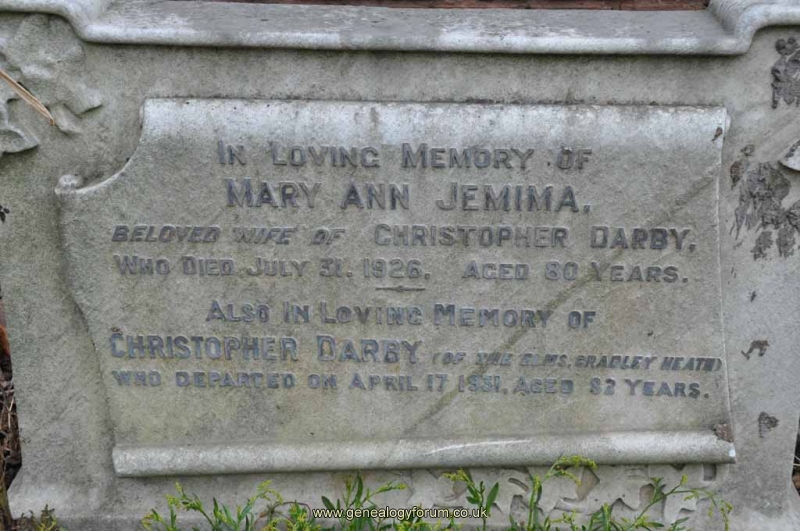 IN LOVING MEMORY OF
MARY ANN JEMIMA,
BELOVED WIFE OF CHRISTOPHER DARBY,
WHO DIED JULY 31. 1926. AGED 80 YEARS.
ALSO IN LOVING MEMORY OF
CHRISTOPHER DARBY (OF THE ELMS, CRADLEY HEATH)
WHO DEPARTED ON APRIL 17 1931, AGED 82 YEARS.
www.genealogyforum.co.uk